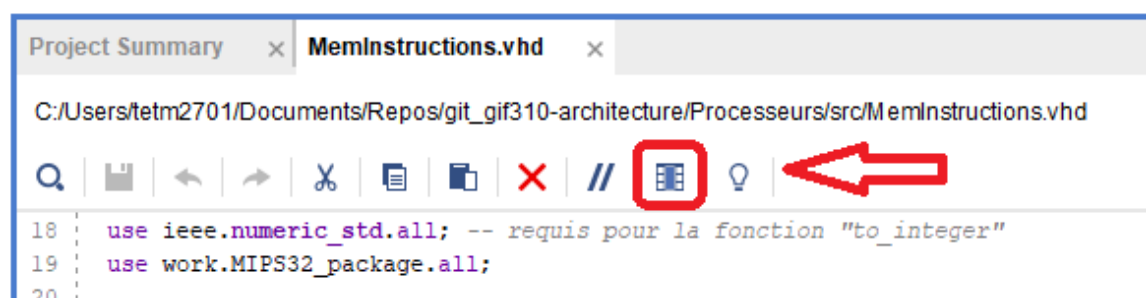 Project Summary × MemInstructions.vhd ×
C:/Users/tetm2701/Documents/Repos/git_gif310-architecture/Processeurs/src/MemInstructions.vhd
18 use ieee.numeric_std.all; -- requis pour la fonction "to_integer"
19 use work.MIPS32_package.all;
20